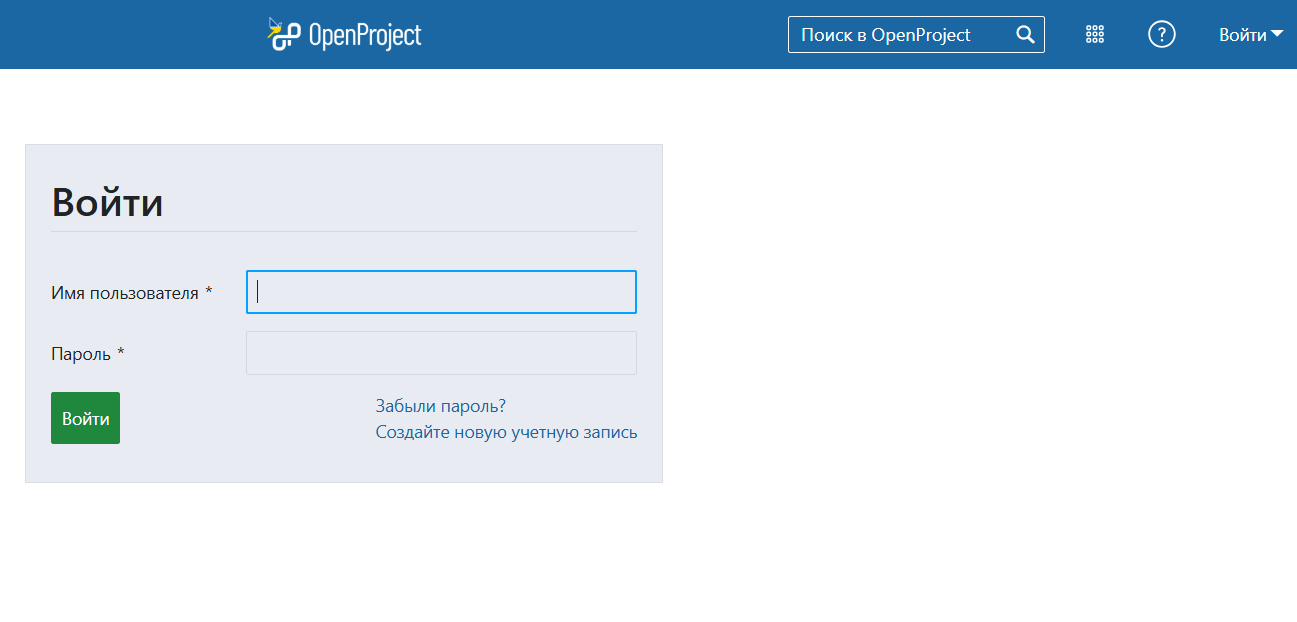 OpenProject
Поиск в OpenProject
?
Войти
Войти
Имя пользователя *
Пароль *
Войти
Забыли пароль?
Создайте новую учетную запись